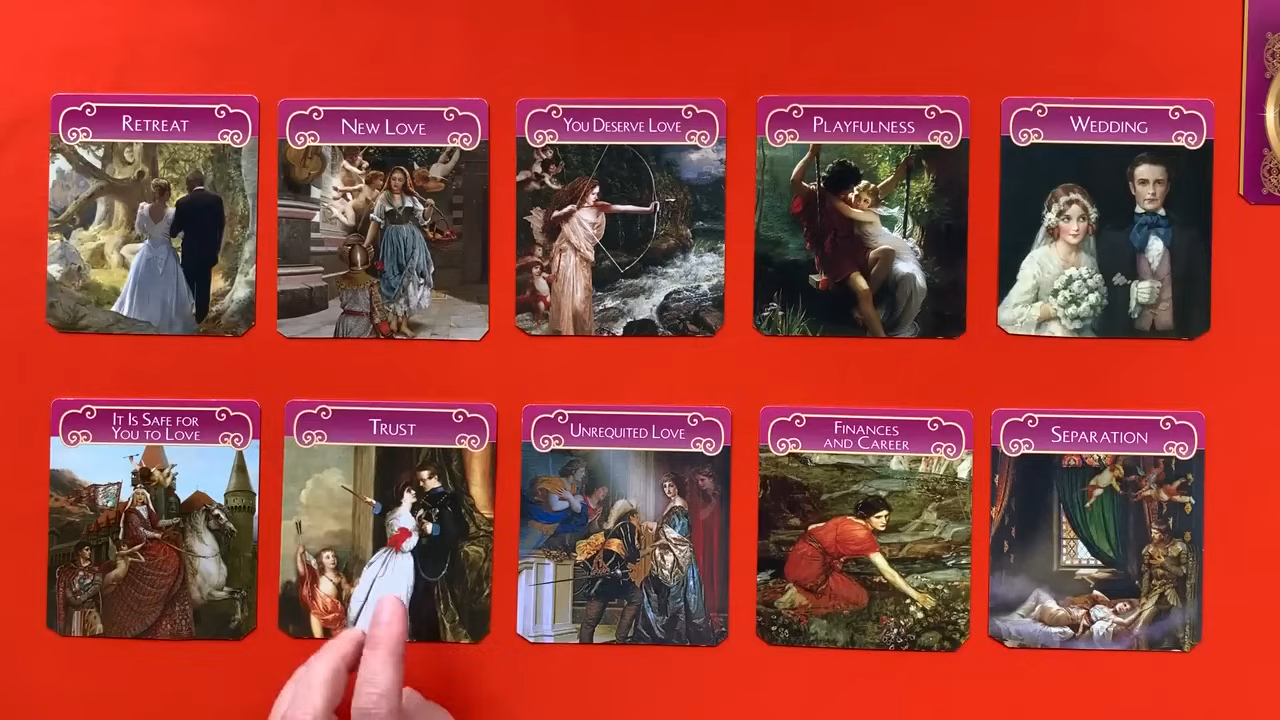 RETREAT
NEW LOVE
YOU DESERVE LOVE
PLAYFULNESS
WEDDING
IT IS SAFE FOR
YOU TO LOVE
TRUST
UNREQUITED LOVE
FINANCES
AND CAREER
SEPARATION